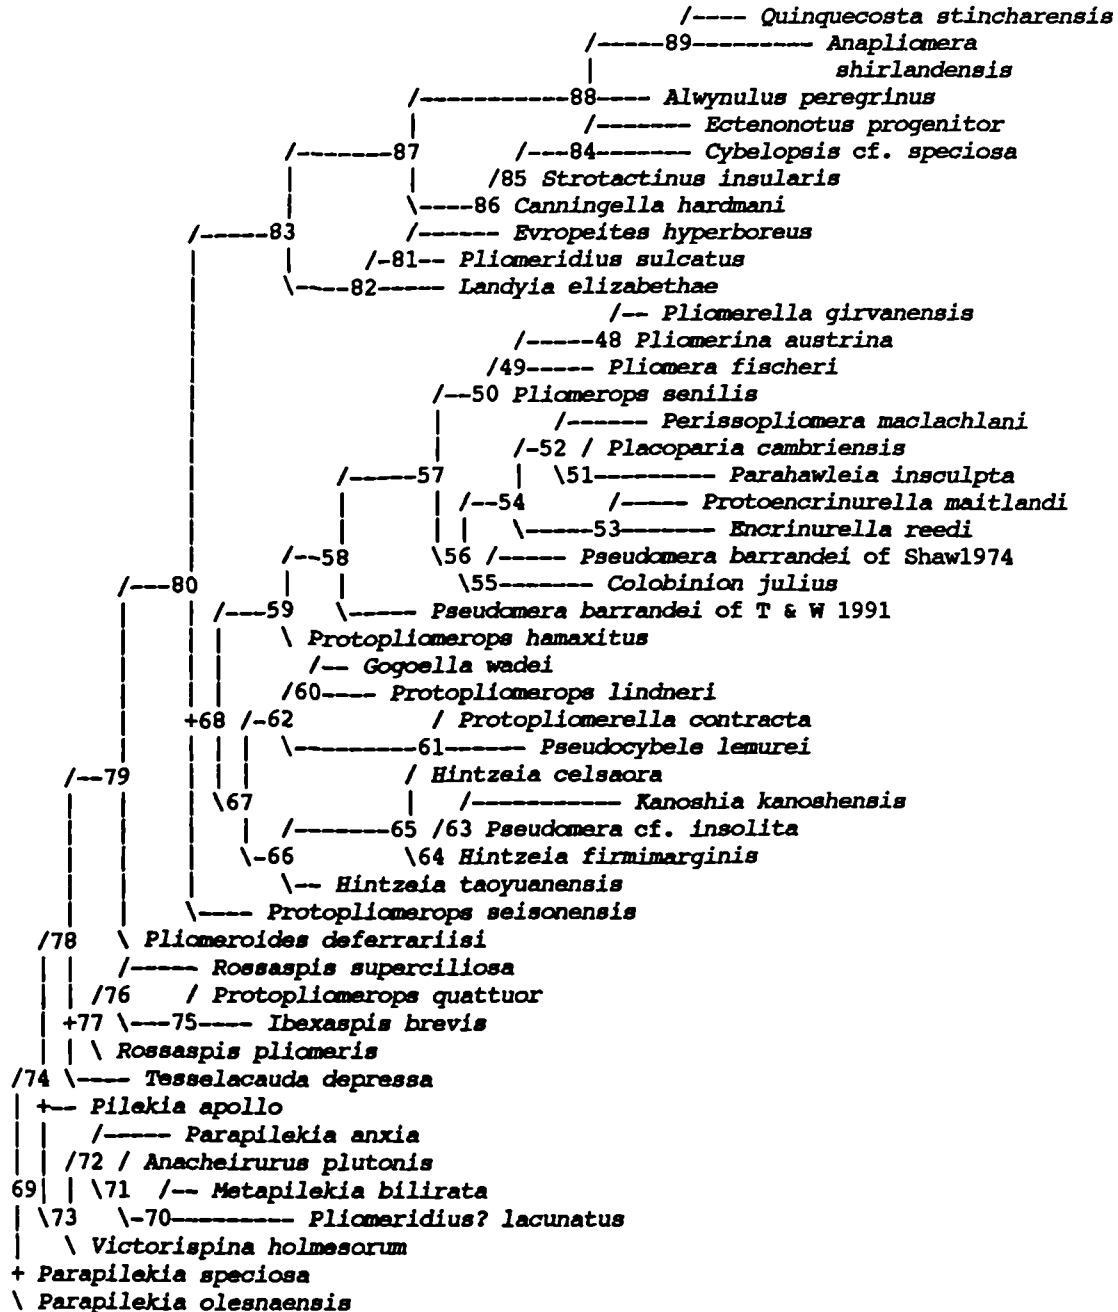 /---- Quinquecosta stincharensis
/-----89--------- Anapliomera
| shirlandensis
/-----------88---- Alwynulus peregrinus
| /------- Ectenonotus progenitor
/-------87 /---84------- Cybelopsis cf. speciosa
| | /85 Strotactinus insularis
| \----86 Canningella hardmani
/-----83 /------ Evropeites hyperboreus
| | /-81-- Pliomeridius sulcatus
| \----82----- Landyia elizabethae
| /-- Pliomerella girvanensis
| /-----48 Pliomerina austrina
| /49----- Pliomera fischeri
| /--50 Pliomerops senilis
| | /------ Perissopliomera maclachlani
| | /-52 / Placoparia cambriensis
| /-----57 | \51--------- Parahawleia insculpta
| | | /--54 /----- Protoencrinurella maitlandi
| | | | \-----53------- Encrinurella reedi
| /--58 \56 /----- Pseudomera barrandei of Shaw1974
/---80 | | \55------- Colobinion julius
| | /---59 \----- Pseudomera barrandei of T & W 1991
| | | \ Protopliomerops hamaxitus
| | | /-- Gogoella wadei
| | | /60---- Protopliomerops lindneri
| +68 /-62 / Protopliomerella contracta
| | | | \----------61------ Pseudocybele lemurei
/--79 | | | / Hintzeia celsaora
| | | \67 | /----------- Kanoshia kanoshensis
| | | | /-------65 /63 Pseudomera cf. insolita
| | | \-66 \64 Hintzeia firmimarginis
| | | \-- Hintzeia taoyuanensis
| | \---- Protopliomerops seisonensis
/78 \ Pliomeroides deferrariisi
| | /----- Rossaspis superciliosa
| | /76 / Protopliomerops quattuor
| +77 \---75---- Ibexaspis brevis
| | \ Rossaspis pliomeris
/74 \---- Tesselacauda depressa
| +-- Pilekia apollo
| | /----- Parapilekia anxia
| | /72 / Anacheirurus plutonis
69| | \71 /-- Metapilekia bilirata
| \73 \-70--------- Pliomeridius? lacunatus
| \ Victorispina holmesorum
+ Parapilekia speciosa
\ Parapilekia olesnaensis